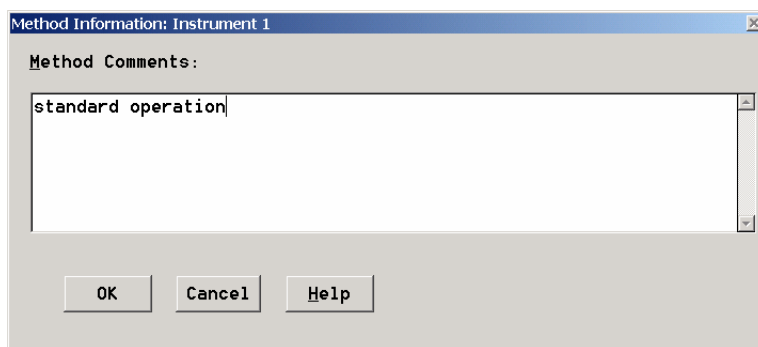 Method Information: Instrument 1
Method Comments:
standard operation
OK Cancel Help